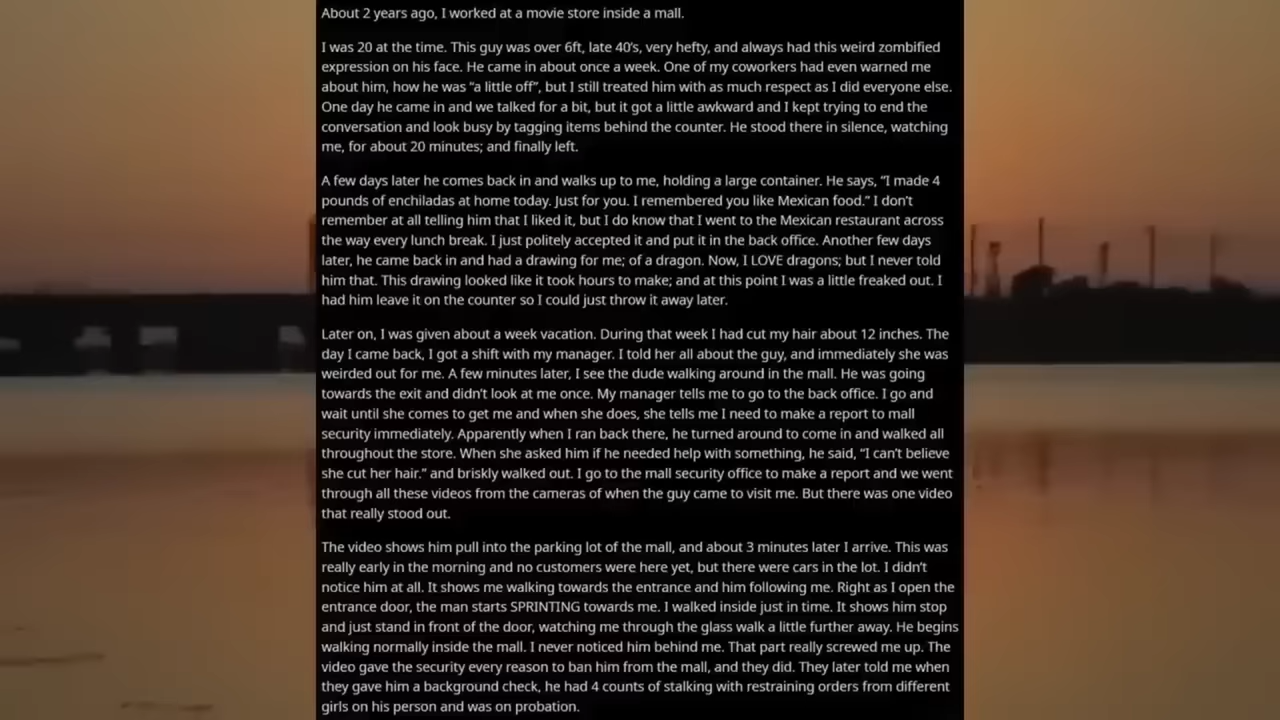 About 2 years ago, I worked at a movie store inside a mall.
I was 20 at the time. This guy was over 6ft, late 40's, very hefty, and always had this weird zombified
expression on his face. He came in about once a week. One of my coworkers had even warned me
about him, how he was "a little off", but I still treated him with as much respect as I did everyone else.
One day he came in and we talked for a bit, but it got a little awkward and I kept trying to end the
conversation and look busy by tagging items behind the counter. He stood there in silence, watching
me, for about 20 minutes; and finally left.
A few days later he comes back in and walks up to me, holding a large container. He says, "I made 4
pounds of enchiladas at home today. Just for you. I remembered you like Mexican food." I don't
remember at all telling him that I liked it, but I do know that I went to the Mexican restaurant across
the way every lunch break. I just politely accepted it and put it in the back office. Another few days
later, he came back in and had a drawing for me; of a dragon. Now, I LOVE dragons; but I never told
him that. This drawing looked like it took hours to make; and at this point I was a little freaked out. I
had him leave it on the counter so I could just throw it away later.
Later on, I was given about a week vacation. During that week I had cut my hair about 12 inches. The
day I came back, I got a shift with my manager. I told her all about the guy, and immediately she was
weirded out for me. A few minutes later, I see the dude walking around in the mall. He was going
towards the exit and didn't look at me once. My manager tells me to go to the back office. I go and
wait until she comes to get me and when she does, she tells me I need to make a report to mall
security immediately. Apparently when I ran back there, he turned around to come in and walked all
throughout the store. When she asked him if he needed help with something, he said, "I can't believe
she cut her hair." and briskly walked out. I go to the mall security office to make a report and we went
through all these videos from the cameras of when the guy came to visit me. But there was one video
that really stood out.
The video shows him pull into the parking lot of the mall, and about 3 minutes later I arrive. This was
really early in the morning and no customers were here yet, but there were cars in the lot. I didn't
notice him at all. It shows me walking towards the entrance and him following me. Right as I open the
entrance door, the man starts SPRINTING towards me. I walked inside just in time. It shows him stop
and just stand in front of the door, watching me through the glass walk a little further away. He begins
walking normally inside the mall. I never noticed him behind me. That part really screwed me up. The
video gave the security every reason to ban him from the mall, and they did. They later told me when
they gave him a background check, he had 4 counts of stalking with restraining orders from different
girls on his person and was on probation.